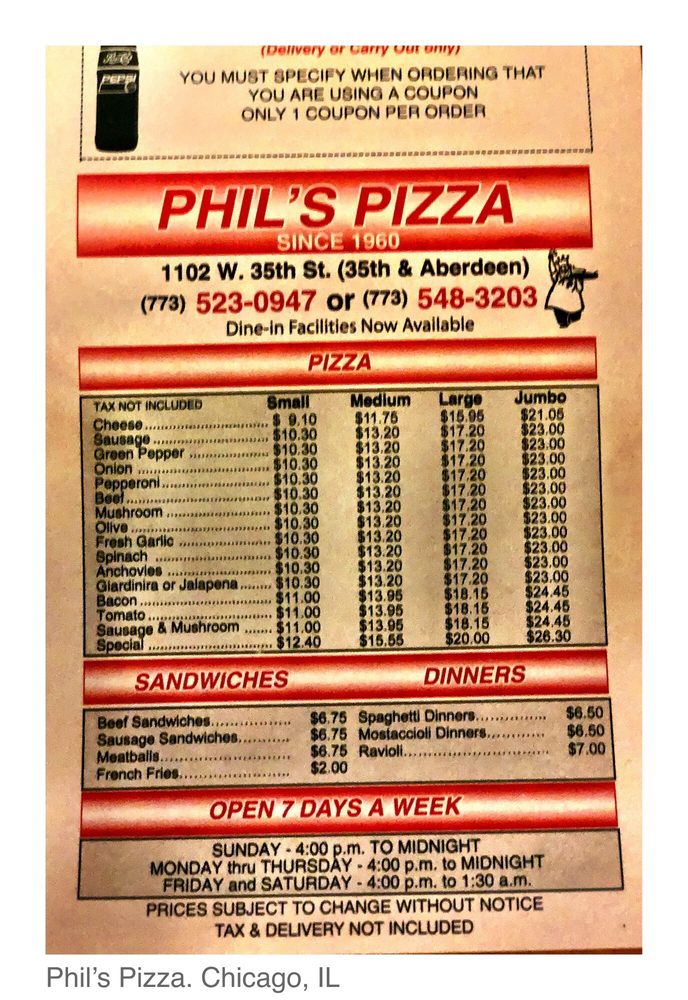 (Delivery or Carry Out only)
PEPSI
YOU MUST SPECIFY WHEN ORDERING THAT
YOU ARE USING A COUPON
ONLY 1 COUPON PER ORDER
PHIL'S PIZZA
SINCE 1960
1102 W. 35th St. (35th & Aberdeen)
(773) 523-0947 or (773) 548-3203
Dine-in Facilities Now Available
PIZZA
TAX NOT INCLUDED Small Medium Large Jumbo
Cheese $ 9.10 $11.75 $15.95 $21.05
Sausage $10.30 $13.20 $17.20 $23.00
Green Pepper $10.30 $13.20 $17.20 $23.00
Onion $10.30 $13.20 $17.20 $23.00
Pepperoni $10.30 $13.20 $17.20 $23.00
Beef $10.30 $13.20 $17.20 $23.00
Mushroom $10.30 $13.20 $17.20 $23.00
Olive $10.30 $13.20 $17.20 $23.00
Fresh Garlic $10.30 $13.20 $17.20 $23.00
Spinach $10.30 $13.20 $17.20 $23.00
Anchovies $10.30 $13.20 $17.20 $23.00
Giardinira or Jalapena $10.30 $13.20 $17.20 $23.00
Bacon $11.00 $13.95 $18.15 $24.45
Tomato $11.00 $13.95 $18.15 $24.45
Sausage & Mushroom $11.00 $13.95 $18.15 $24.45
Special $12.40 $15.55 $20.00 $26.30
SANDWICHES DINNERS
Beef Sandwiches $6.75 Spaghetti Dinners $6.50
Sausage Sandwiches $6.75 Mostaccioli Dinners $6.50
Meatballs $6.75 Ravioli $7.00
French Fries $2.00
OPEN 7 DAYS A WEEK
SUNDAY - 4:00 p.m. TO MIDNIGHT
MONDAY thru THURSDAY - 4:00 p.m. to MIDNIGHT
FRIDAY and SATURDAY - 4:00 p.m. to 1:30 a.m.
PRICES SUBJECT TO CHANGE WITHOUT NOTICE
TAX & DELIVERY NOT INCLUDED
Phil's Pizza. Chicago, IL